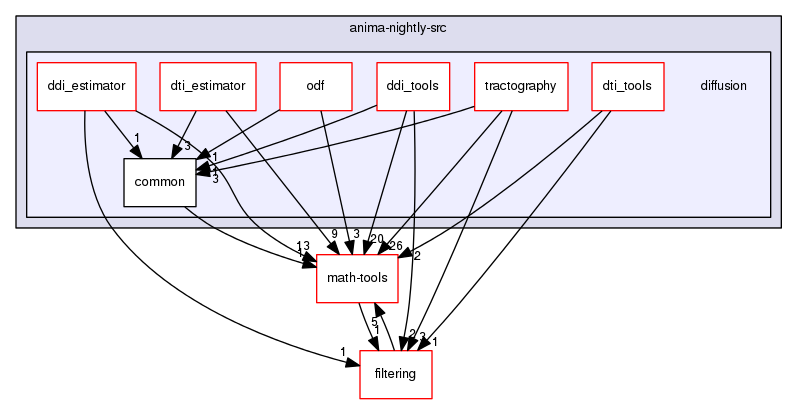 anima-nightly-src
ddi_estimator
dti_estimator
odf
ddi_tools
tractography
dti_tools
diffusion
1
3
1
3
common
9
3
20
26
2
13
1
math-tools
5
1
2
3
1
1
filtering